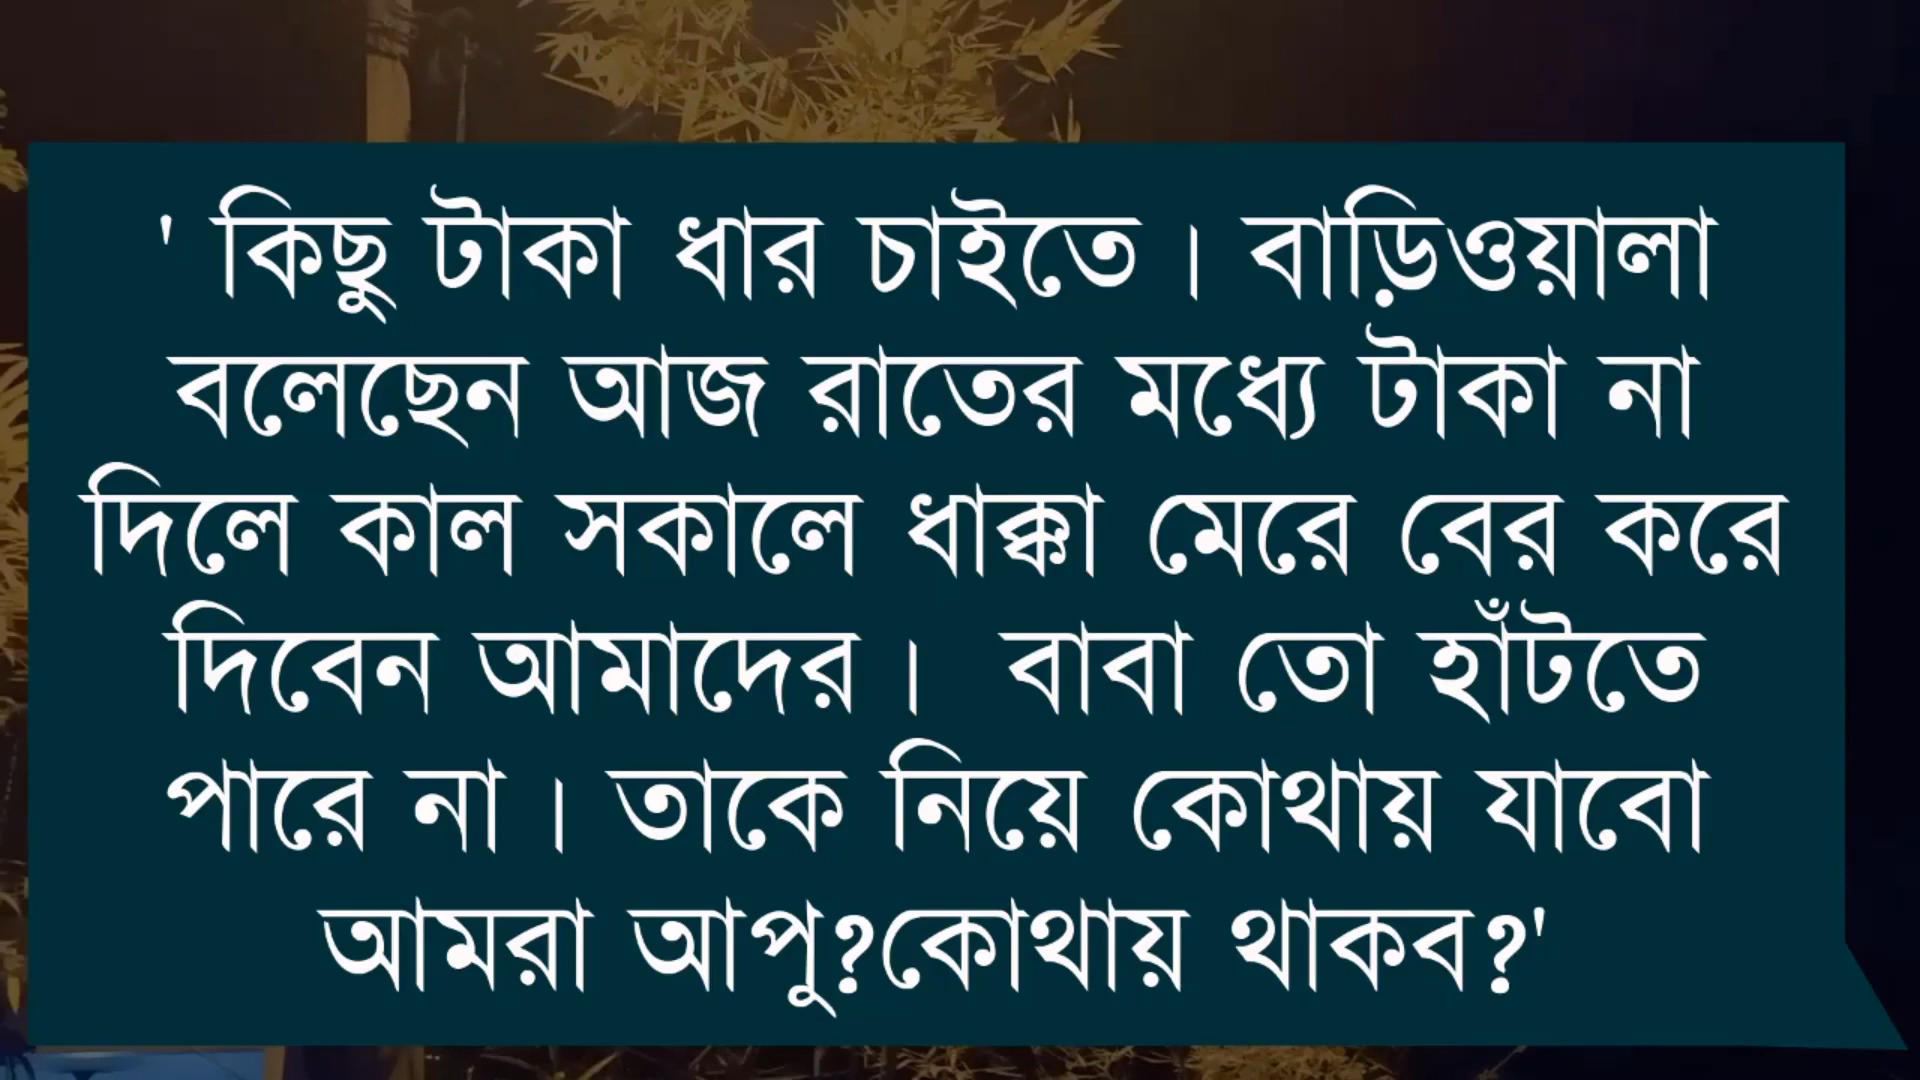 ' কিছু টাকা ধার চাইতে। বাড়িওয়ালা
বলেছেন আজ রাতের মধ্যে টাকা না
দিলে কাল সকালে ধাক্কা মেরে বের করে
দিবেন আমাদের। বাবা তো হাঁটতে
পারে না। তাকে নিয়ে কোথায় যাবো
আমরা আপু?কোথায় থাকব?'